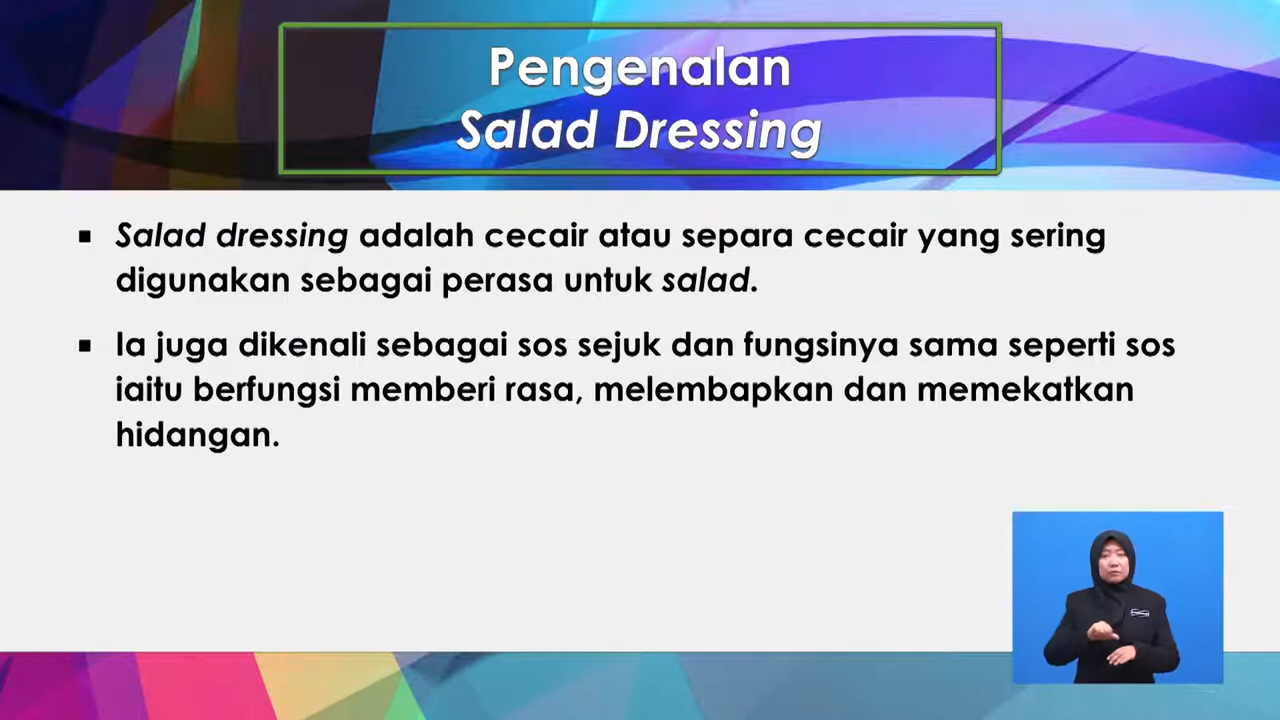 Pengenalan
Salad Dressing
▪ Salad dressing adalah cecair atau separa cecair yang sering
digunakan sebagai perasa untuk salad.
▪ Ia juga dikenali sebagai sos sejuk dan fungsinya sama seperti sos
iaitu berfungsi memberi rasa, melembapkan dan memekatkan
hidangan.